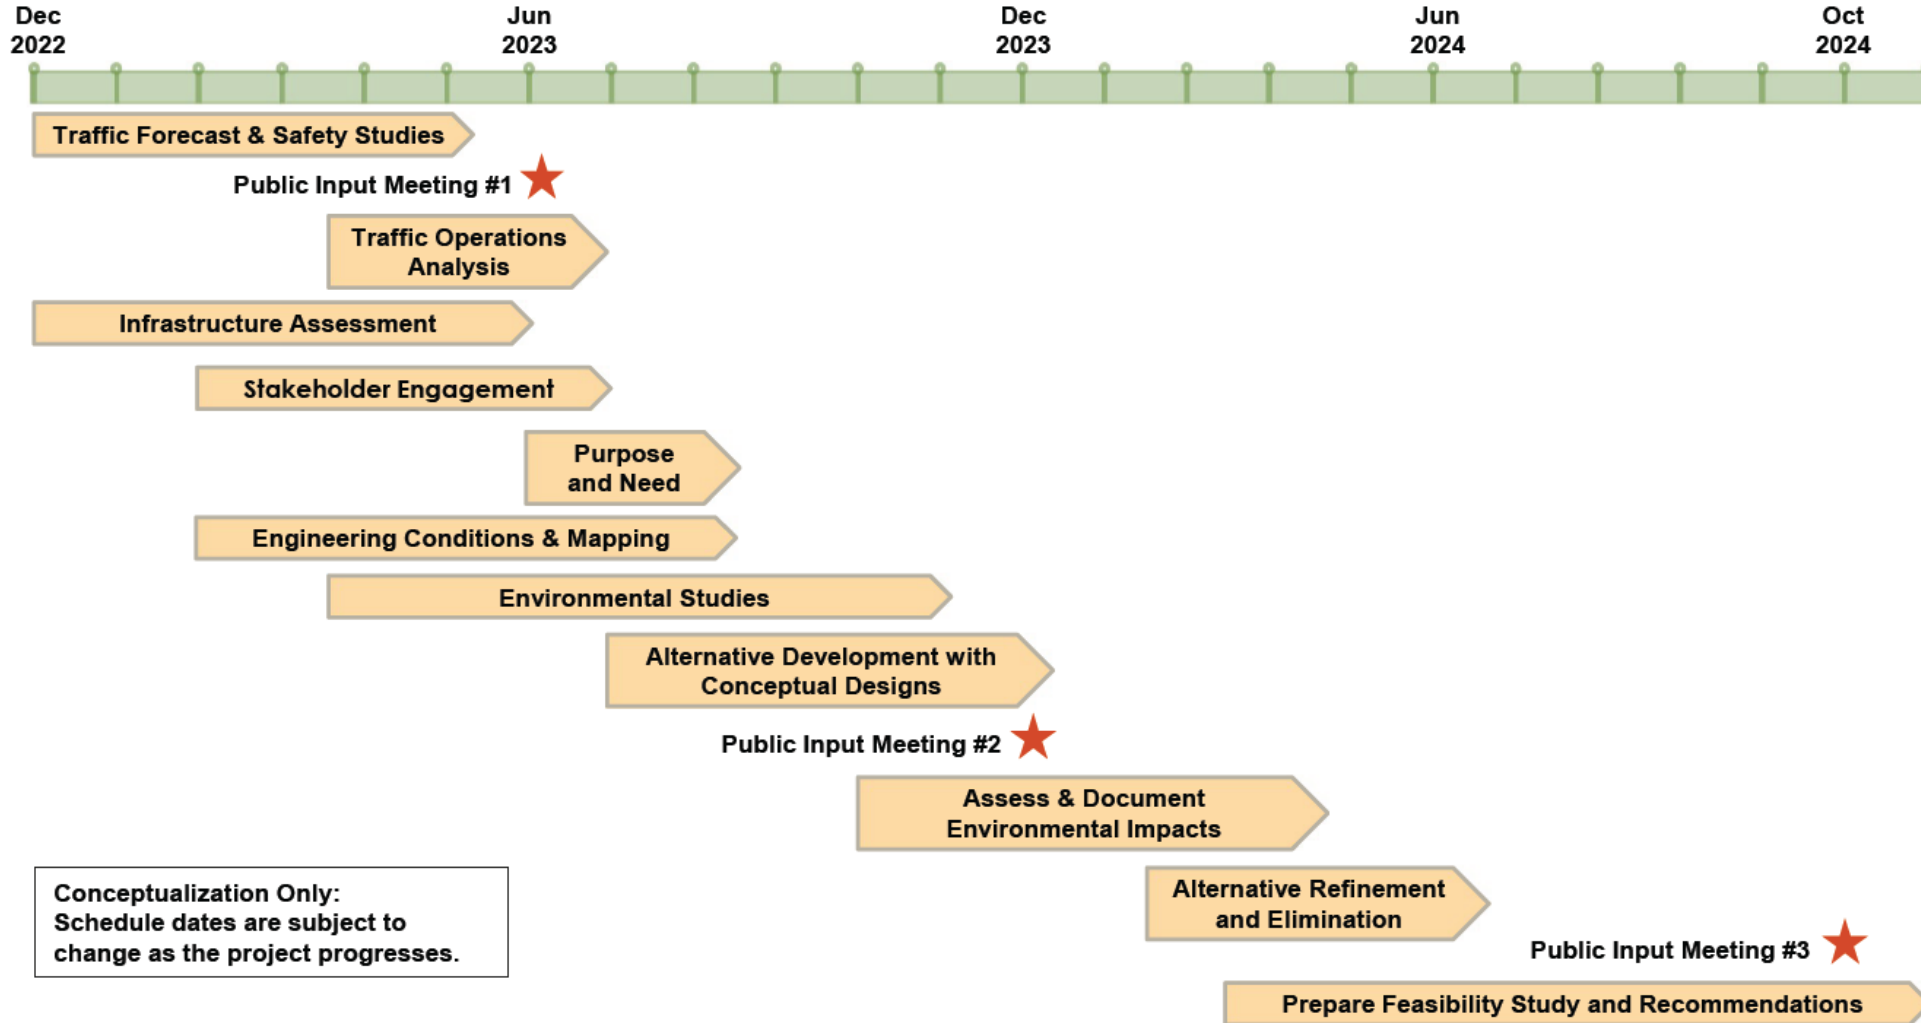 Dec
2022
Jun
2023
Dec
2023
Jun
2024
Oct
2024
Traffic Forecast & Safety Studies
Public Input Meeting #1
Traffic Operations
Analysis
Infrastructure Assessment
Stakeholder Engagement
Purpose
and Need
Engineering Conditions & Mapping
Environmental Studies
Alternative Development with
Conceptual Designs
Public Input Meeting #2
Assess & Document
Environmental Impacts
Alternative Refinement
and Elimination
Conceptualization Only:
Schedule dates are subject to
change as the project progresses.
Public Input Meeting #3
Prepare Feasibility Study and Recommendations